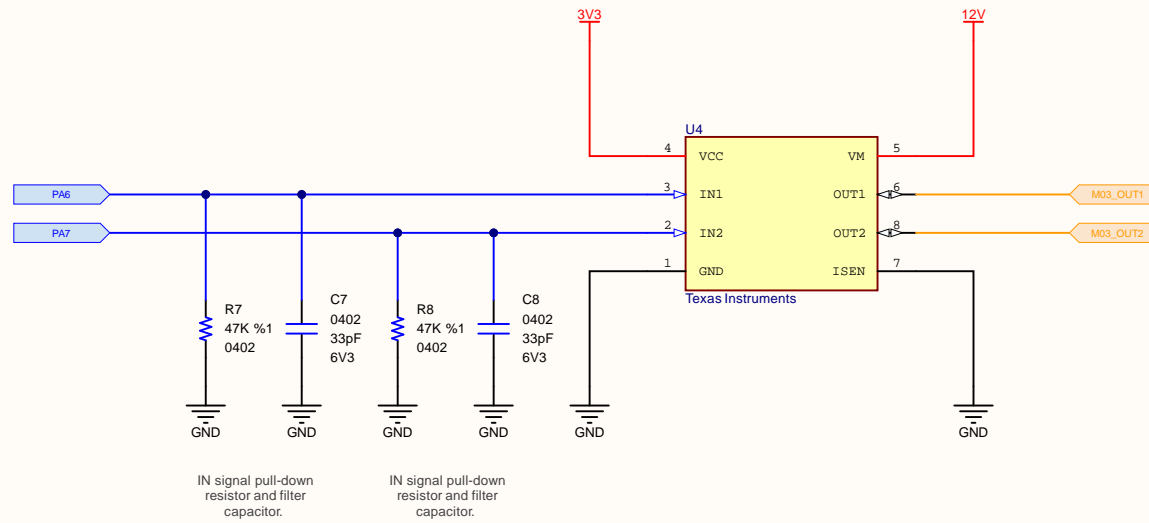 3V3
12V
U4
4
VCC
VM
5
PA6
3
IN1
OUT1
6
M03_OUT1
PA7
2
IN2
OUT2
8
M03_OUT2
1
GND
ISEN
7
Texas Instruments
R7
47K %1
0402
C7
0402
33pF
6V3
R8
47K %1
0402
C8
0402
33pF
6V3
GND
GND
GND
GND
GND
GND
IN signal pull-down
resistor and filter
capacitor.
IN signal pull-down
resistor and filter
capacitor.